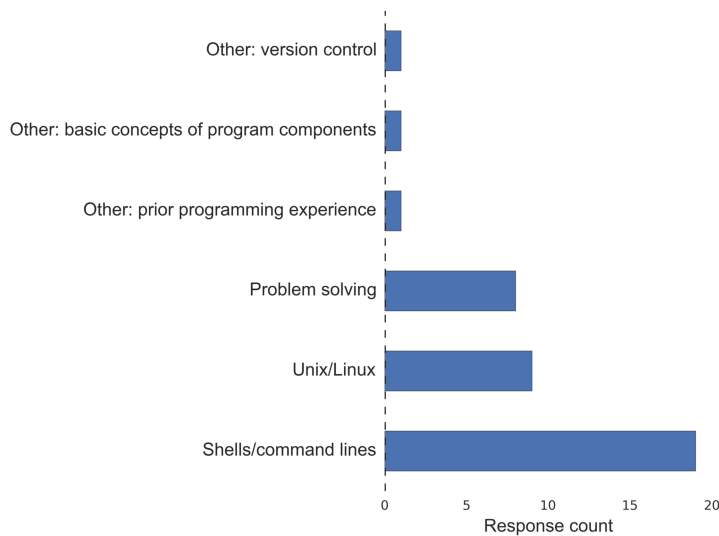 Other: version control
Other: basic concepts of program components
Other: prior programming experience
Problem solving
Unix/Linux
Shells/command lines
0 5 10 15 20
Response count